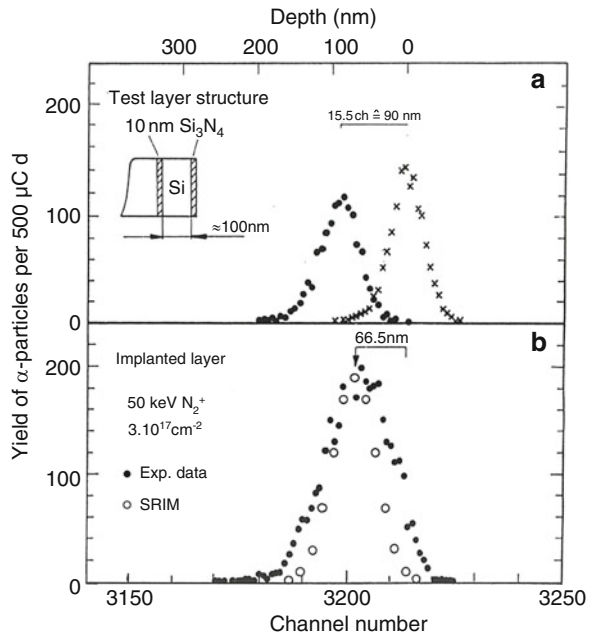 Depth (nm)
300 200 100 0
a
200
100
0
Test layer structure
10 nm Si₃N₄
Si
≈100nm
15.5 ch ≙ 90 nm
Yield of α-particles per 500 µC d
b
66.5nm
Implanted layer
50 keV N₂⁺
3.10¹⁷cm⁻²
● Exp. data
○ SRIM
200
100
0
3150 3200 3250
Channel number